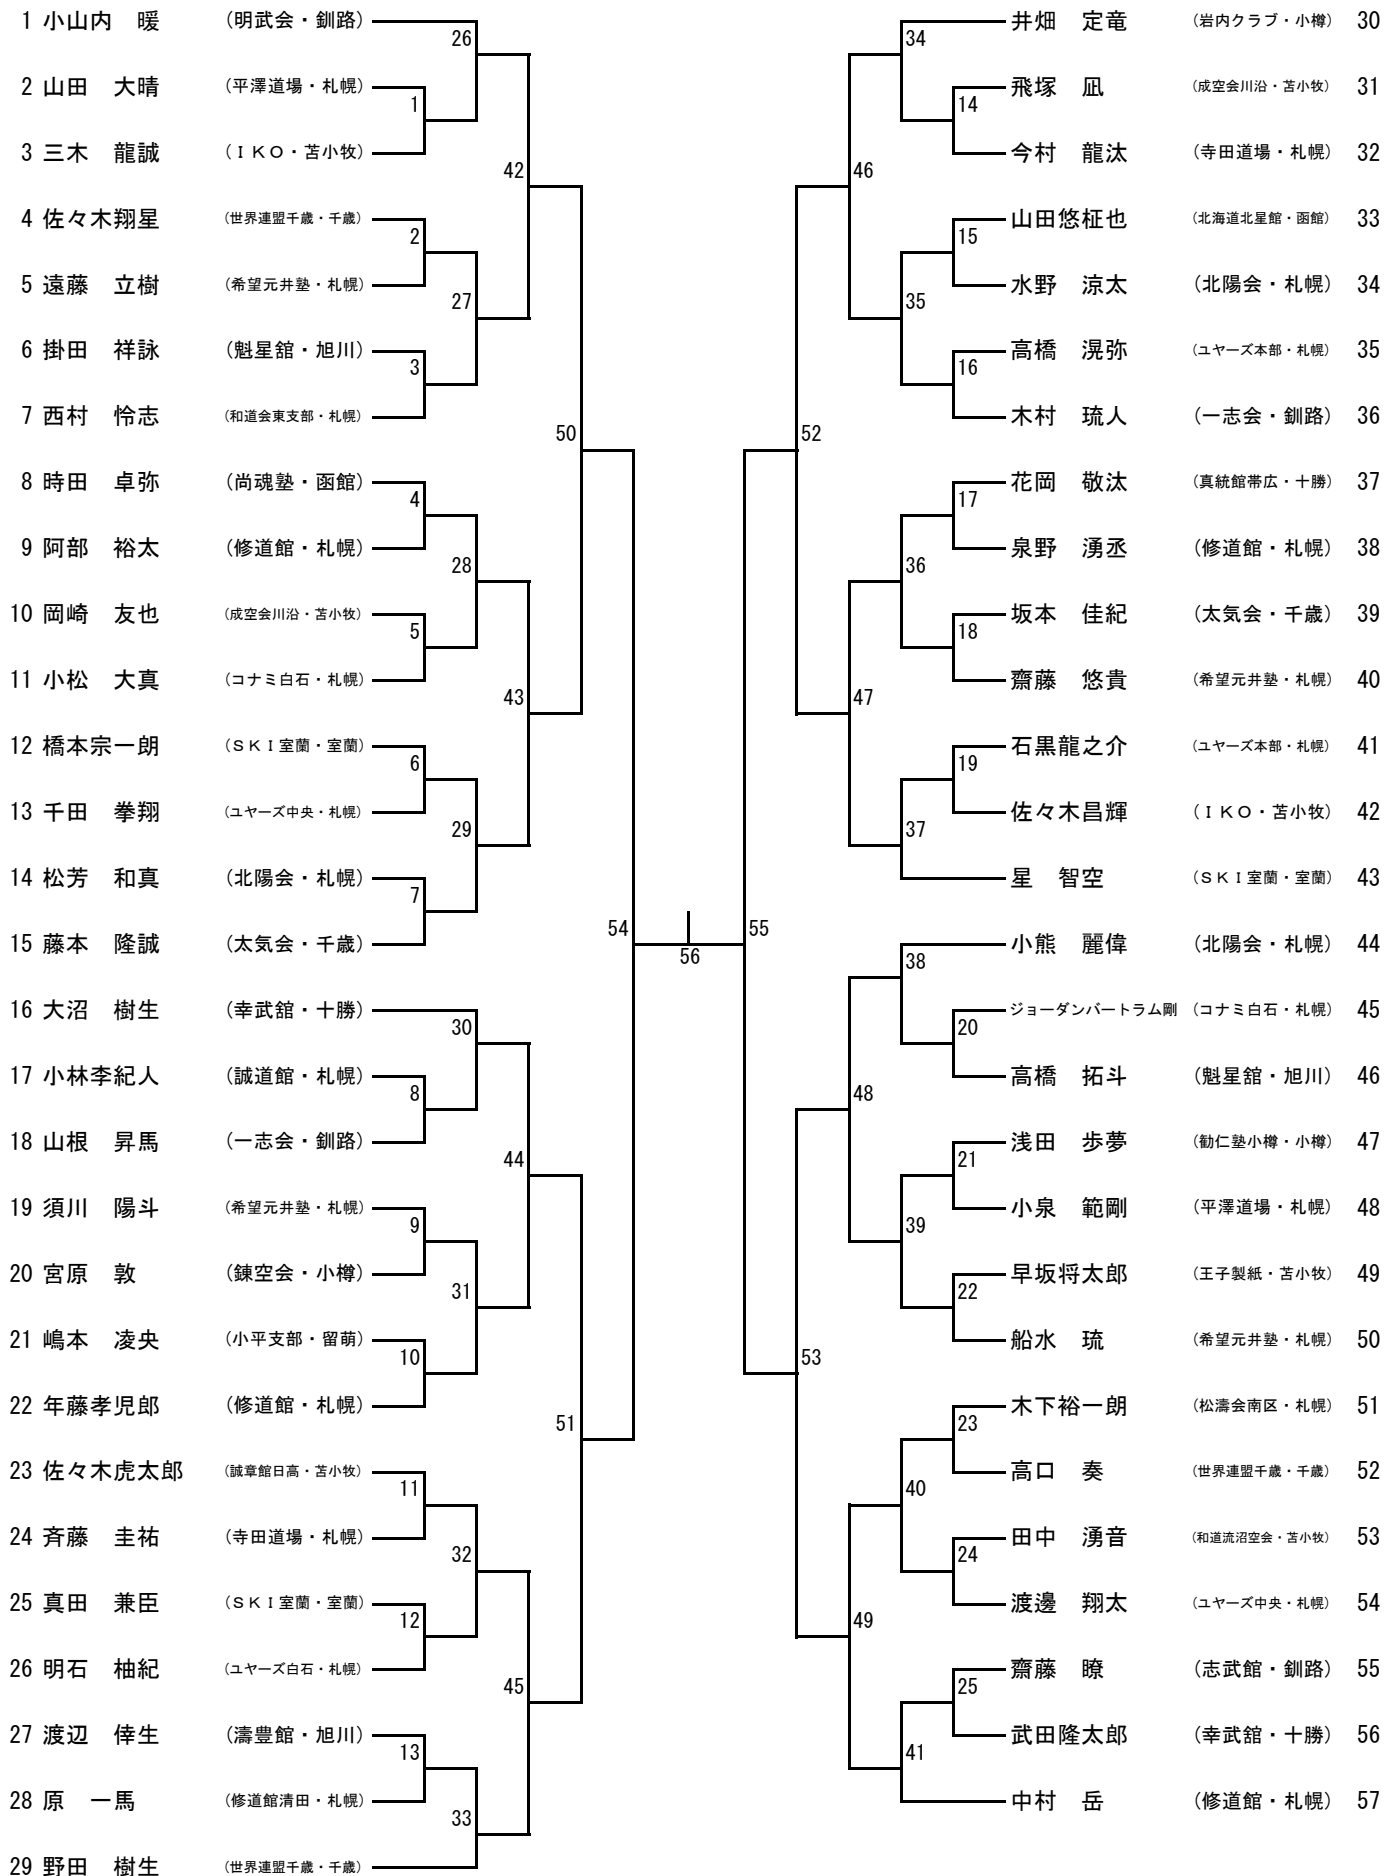 1 小山内　暖 （明武会・釧路）
2 山田　大晴 （平澤道場・札幌）
3 三木　龍誠 （ＩＫＯ・苫小牧）
4 佐々木翔星 （世界連盟千歳・千歳）
5 遠藤　立樹 （希望元井塾・札幌）
6 掛田　祥詠 （魁星舘・旭川）
7 西村　怜志 （和道会東支部・札幌）
8 時田　卓弥 （尚魂塾・函館）
9 阿部　裕太 （修道館・札幌）
10 岡崎　友也 （成空会川沿・苫小牧）
11 小松　大真 （コナミ白石・札幌）
12 橋本宗一朗 （ＳＫＩ室蘭・室蘭）
13 千田　拳翔 （ユヤーズ中央・札幌）
14 松芳　和真 （北陽会・札幌）
15 藤本　隆誠 （太気会・千歳）
16 大沼　樹生 （幸武舘・十勝）
17 小林李紀人 （誠道館・札幌）
18 山根　昇馬 （一志会・釧路）
19 須川　陽斗 （希望元井塾・札幌）
20 宮原　敦 （錬空会・小樽）
21 嶋本　凌央 （小平支部・留萌）
22 年藤孝児郎 （修道館・札幌）
23 佐々木虎太郎 （誠章館日高・苫小牧）
24 斉藤　圭祐 （寺田道場・札幌）
25 真田　兼臣 （ＳＫＩ室蘭・室蘭）
26 明石　柚紀 （ユヤーズ白石・札幌）
27 渡辺　倖生 （濤豊館・旭川）
28 原　一馬 （修道館清田・札幌）
29 野田　樹生 （世界連盟千歳・千歳）
1
2
3
4
5
6
7
8
9
10
11
12
13
26
27
28
29
30
31
32
33
42
43
44
45
50
51
54
56
55
52
53
46
47
48
49
34
35
36
37
38
39
40
41
14
15
16
17
18
19
20
21
22
23
24
25
井畑　定竜 （岩内クラブ・小樽） 30
飛塚　凪 （成空会川沿・苫小牧） 31
今村　龍汰 （寺田道場・札幌） 32
山田悠柾也 （北海道北星館・函館） 33
水野　涼太 （北陽会・札幌） 34
高橋　滉弥 （ユヤーズ本部・札幌） 35
木村　琉人 （一志会・釧路） 36
花岡　敬汰 （真統館帯広・十勝） 37
泉野　湧丞 （修道館・札幌） 38
坂本　佳紀 （太気会・千歳） 39
齋藤　悠貴 （希望元井塾・札幌） 40
石黒龍之介 （ユヤーズ本部・札幌） 41
佐々木昌輝 （ＩＫＯ・苫小牧） 42
星　智空 （ＳＫＩ室蘭・室蘭） 43
小熊　麗偉 （北陽会・札幌） 44
ジョーダンバートラム剛 （コナミ白石・札幌） 45
高橋　拓斗 （魁星舘・旭川） 46
浅田　歩夢 （勧仁塾小樽・小樽） 47
小泉　範剛 （平澤道場・札幌） 48
早坂将太郎 （王子製紙・苫小牧） 49
船水　琉 （希望元井塾・札幌） 50
木下裕一朗 （松濤会南区・札幌） 51
高口　奏 （世界連盟千歳・千歳） 52
田中　湧音 （和道流沼空会・苫小牧） 53
渡邊　翔太 （ユヤーズ中央・札幌） 54
齋藤　瞭 （志武館・釧路） 55
武田隆太郎 （幸武舘・十勝） 56
中村　岳 （修道館・札幌） 57